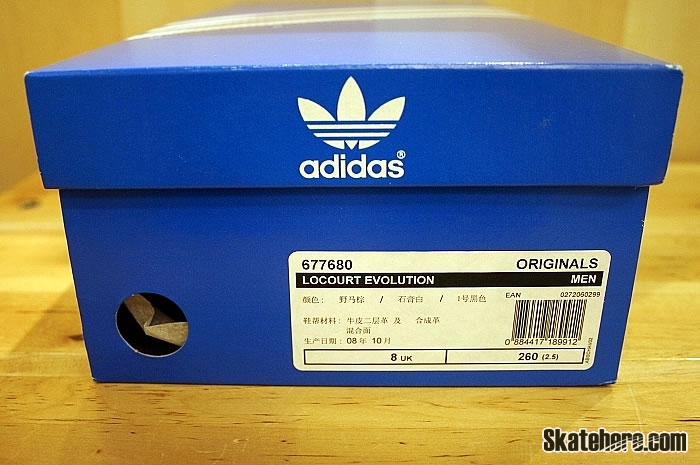 adidas®
677680 ORIGINALS
LOCOURT EVOLUTION MEN
颜色: 野马棕 / 石膏白 / 1号黑色
EAN 0272060299
鞋帮材料: 牛皮二层革 及 合成革
混合面
生产日期: 08年 10月
0 884417 189912
8 UK 260 (2.5)
Skatehere.com